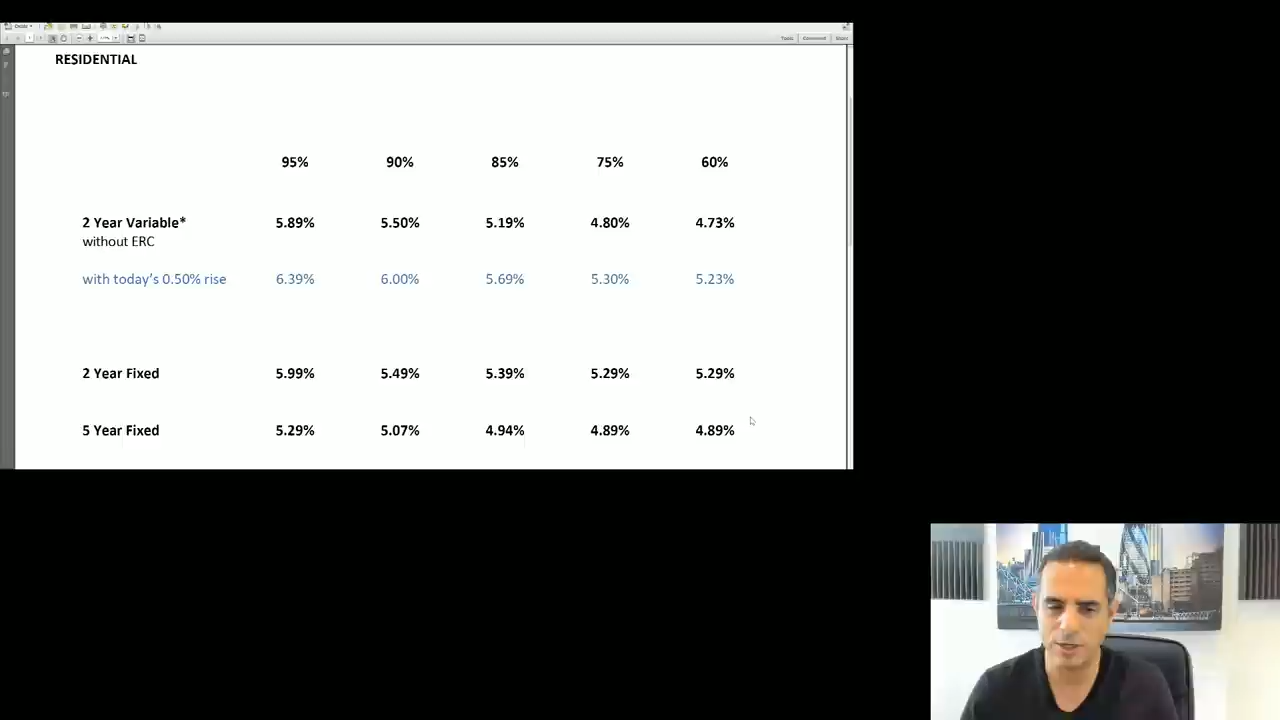 RESIDENTIAL
95% 90% 85% 75% 60%
2 Year Variable* 5.89% 5.50% 5.19% 4.80% 4.73%
without ERC
with today's 0.50% rise 6.39% 6.00% 5.69% 5.30% 5.23%
2 Year Fixed 5.99% 5.49% 5.39% 5.29% 5.29%
5 Year Fixed 5.29% 5.07% 4.94% 4.89% 4.89%